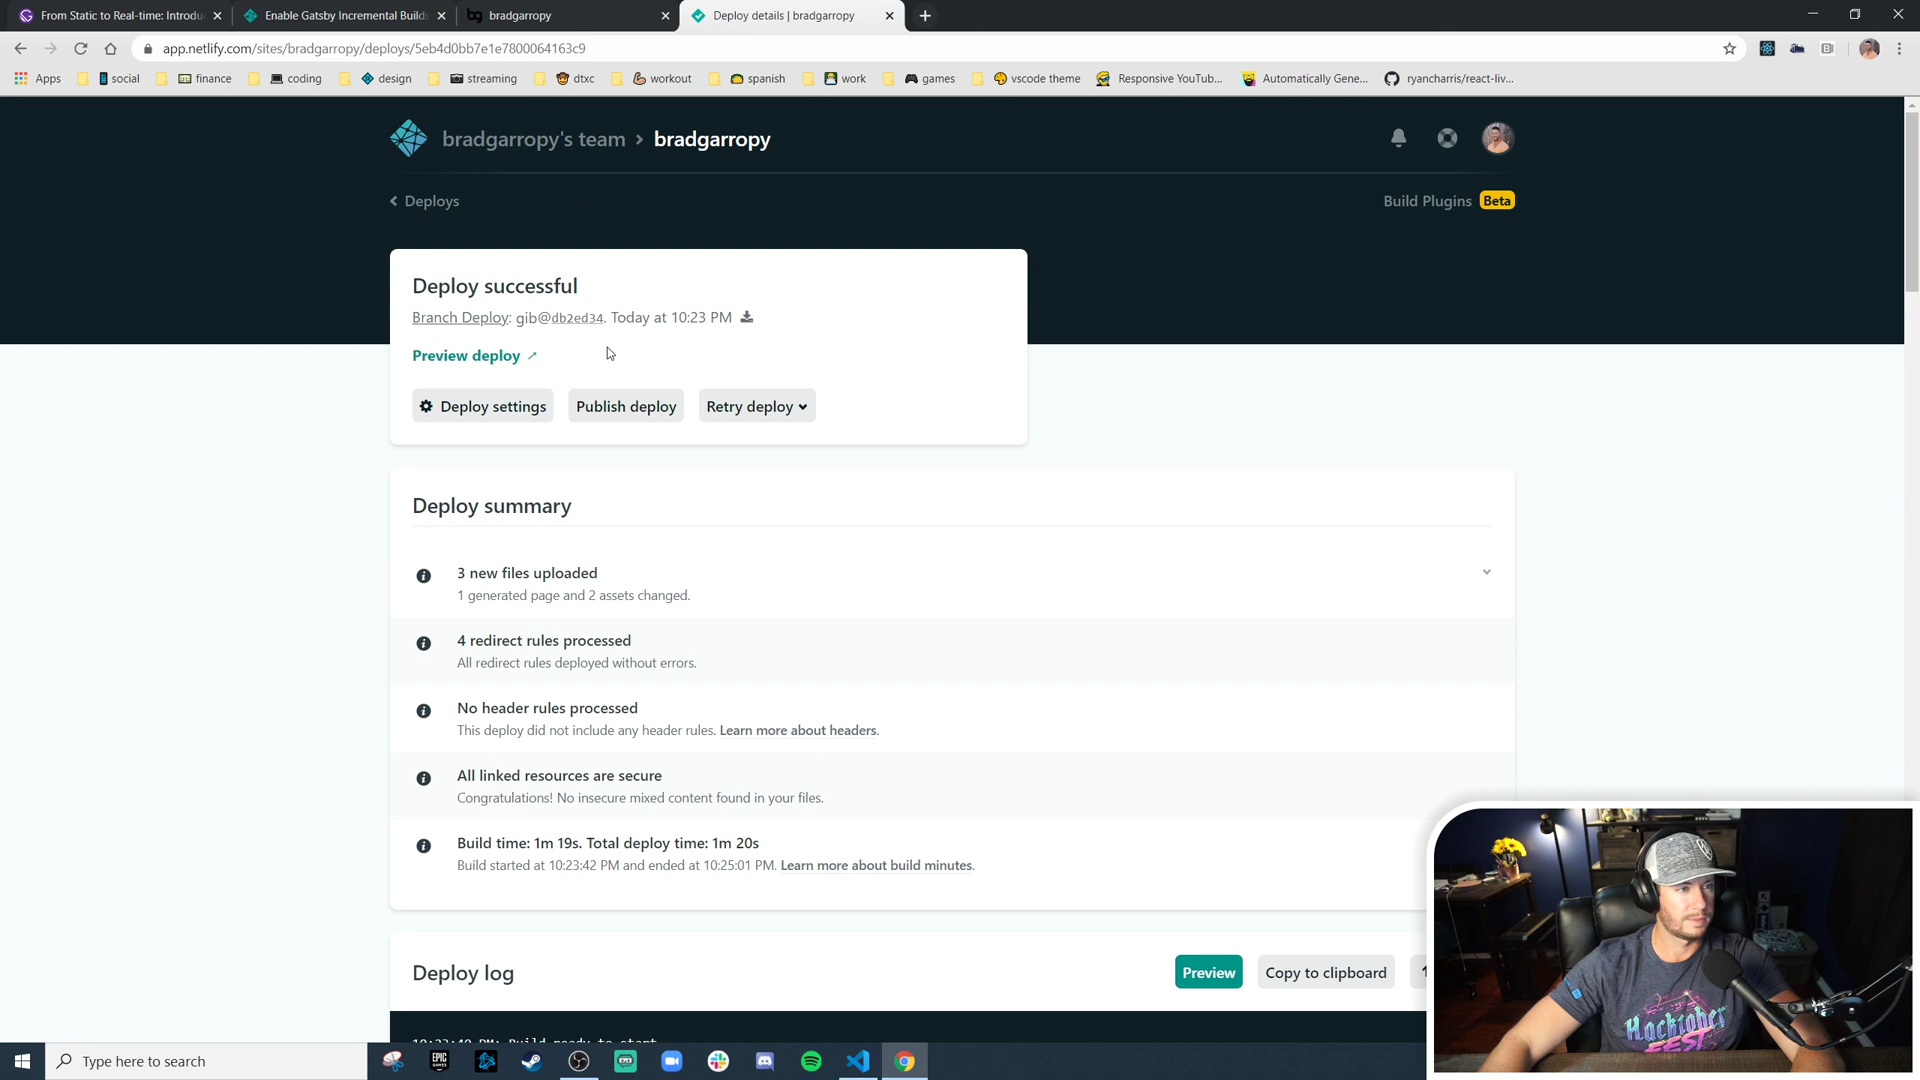 From Static to Real-time: Introdu
Enable Gatsby Incremental Builds
bg bradgarropy
Deploy details | bradgarropy
app.netlify.com/sites/bradgarropy/deploys/5eb4d0bb7e1e7800064163c9
Apps social finance coding design streaming dtxc workout spanish work games vscode theme Responsive YouTub... Automatically Gene... ryancharris/react-liv...
bradgarropy's team > bradgarropy
Deploys
Build Plugins Beta
Deploy successful
Branch Deploy: gib@db2ed34. Today at 10:23 PM
Preview deploy
Deploy settings Publish deploy Retry deploy
Deploy summary
3 new files uploaded
1 generated page and 2 assets changed.
4 redirect rules processed
All redirect rules deployed without errors.
No header rules processed
This deploy did not include any header rules. Learn more about headers.
All linked resources are secure
Congratulations! No insecure mixed content found in your files.
Build time: 1m 19s. Total deploy time: 1m 20s
Build started at 10:23:42 PM and ended at 10:25:01 PM. Learn more about build minutes.
Deploy log
Preview Copy to clipboard
Type here to search
EPIC GAMES
Hacktober
FEST